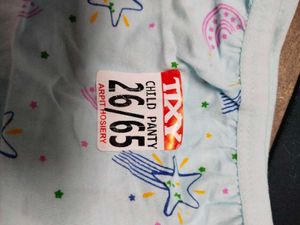 TIXY
CHILD PANTY
26/65
ARPIT HOSIERY